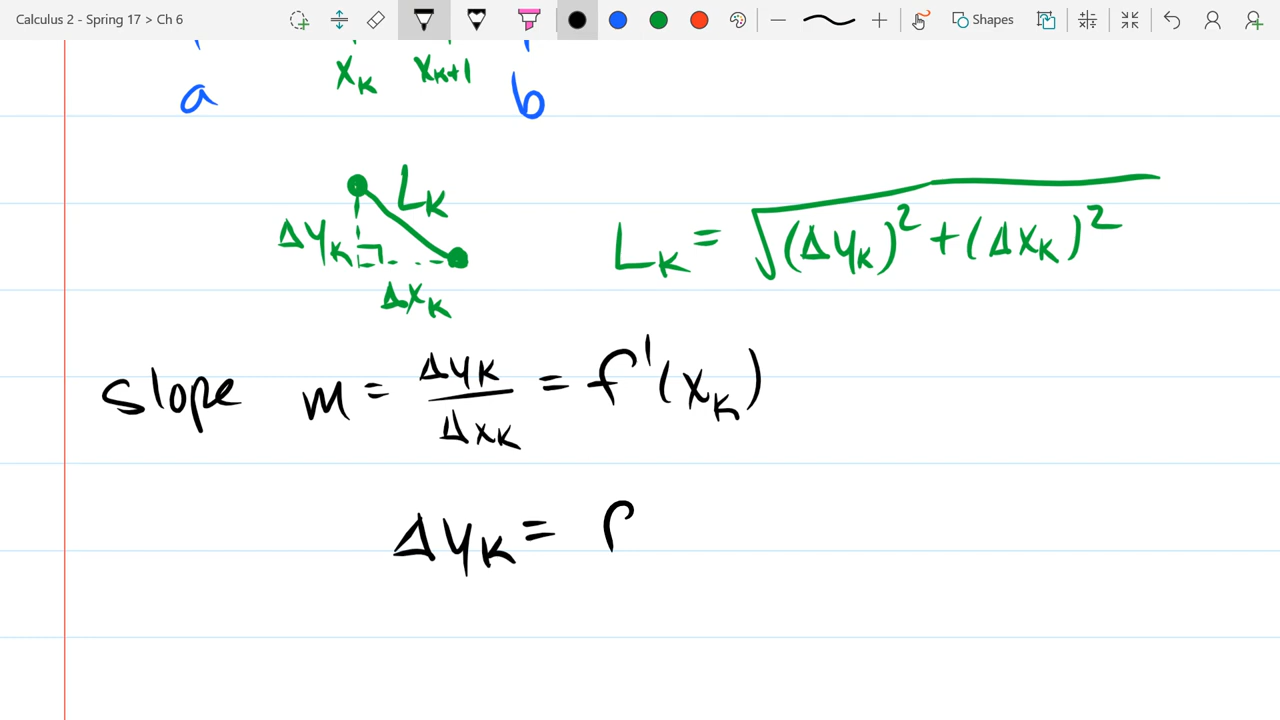 Calculus 2 - Spring 17 > Ch 6
Shapes
x_k x_{k+1}
a b
L_k
Δy_k
Δx_k
L_k = √((Δy_k)² + (Δx_k)²)
slope m = Δy_k/Δx_k = f'(x_k)
Δy_k =